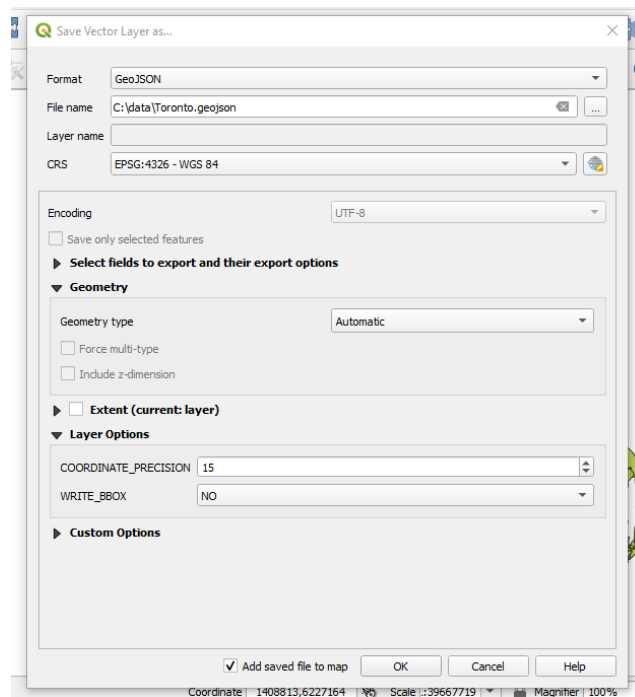 Save Vector Layer as...
Format GeoJSON
File name C:\data\Toronto.geojson ...
Layer name
CRS EPSG:4326 - WGS 84
Encoding UTF-8
Save only selected features
Select fields to export and their export options
Geometry
Geometry type Automatic
Force multi-type
Include z-dimension
Extent (current: layer)
Layer Options
COORDINATE_PRECISION 15
WRITE_BBOX NO
Custom Options
Add saved file to map OK Cancel Help
Coordinate 1408813,6227164 Scale .:39667719 Magnifier 100%